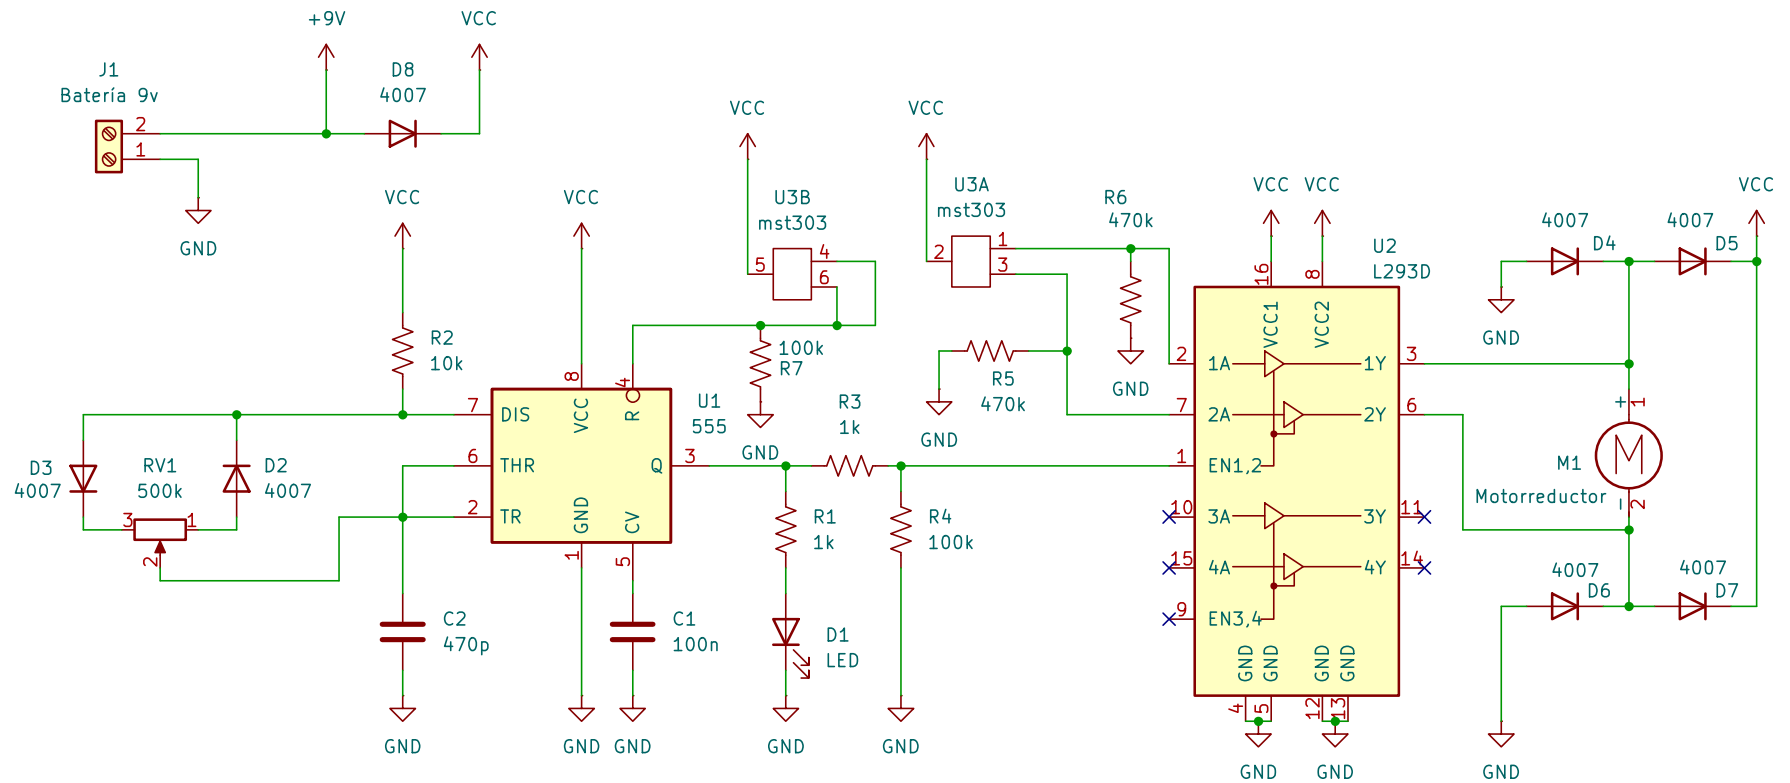 +9V
VCC
J1
Batería 9v
2
1
GND
D8
4007
VCC
R2
10k
D3
4007
RV1
500k
3
1
2
D2
4007
C2
470p
GND
VCC
8
4
7
DIS
VCC
R
6
THR
Q
3
2
TR
GND
CV
1
5
U1
555
GND
C1
100n
GND
VCC
U3B
mst303
5
4
6
100k
R7
GND
R3
1k
R1
1k
D1
LED
GND
R4
100k
GND
VCC
U3A
mst303
2
1
3
R6
470k
GND
R5
470k
GND
VCC
VCC
U2
L293D
16
8
VCC1
VCC2
2
1A
1Y
3
7
2A
2Y
6
1
EN1,2
10
3A
3Y
11
15
4A
4Y
14
9
EN3,4
GND
GND
GND
GND
4
5
12
13
GND
GND
4007
D4
GND
4007
D5
VCC
+
1
M
M1
Motorreductor
-
2
4007
D6
4007
D7
GND